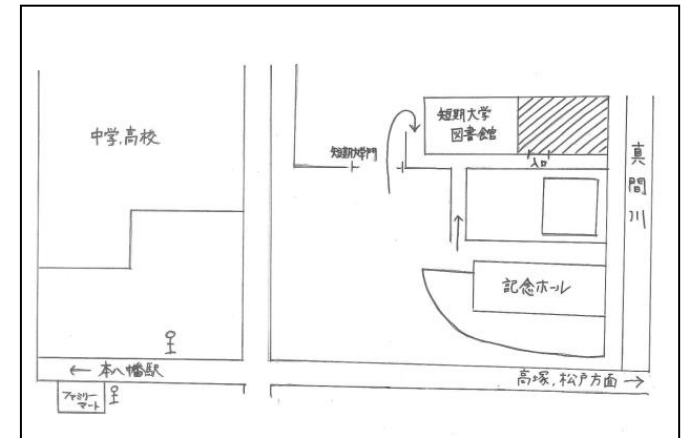 中学,高校
短期大学門
短期大学
図書館
入口
真間川
記念ホール
← 本八幡駅
高塚,松戸方面 →
ファミリー
マート